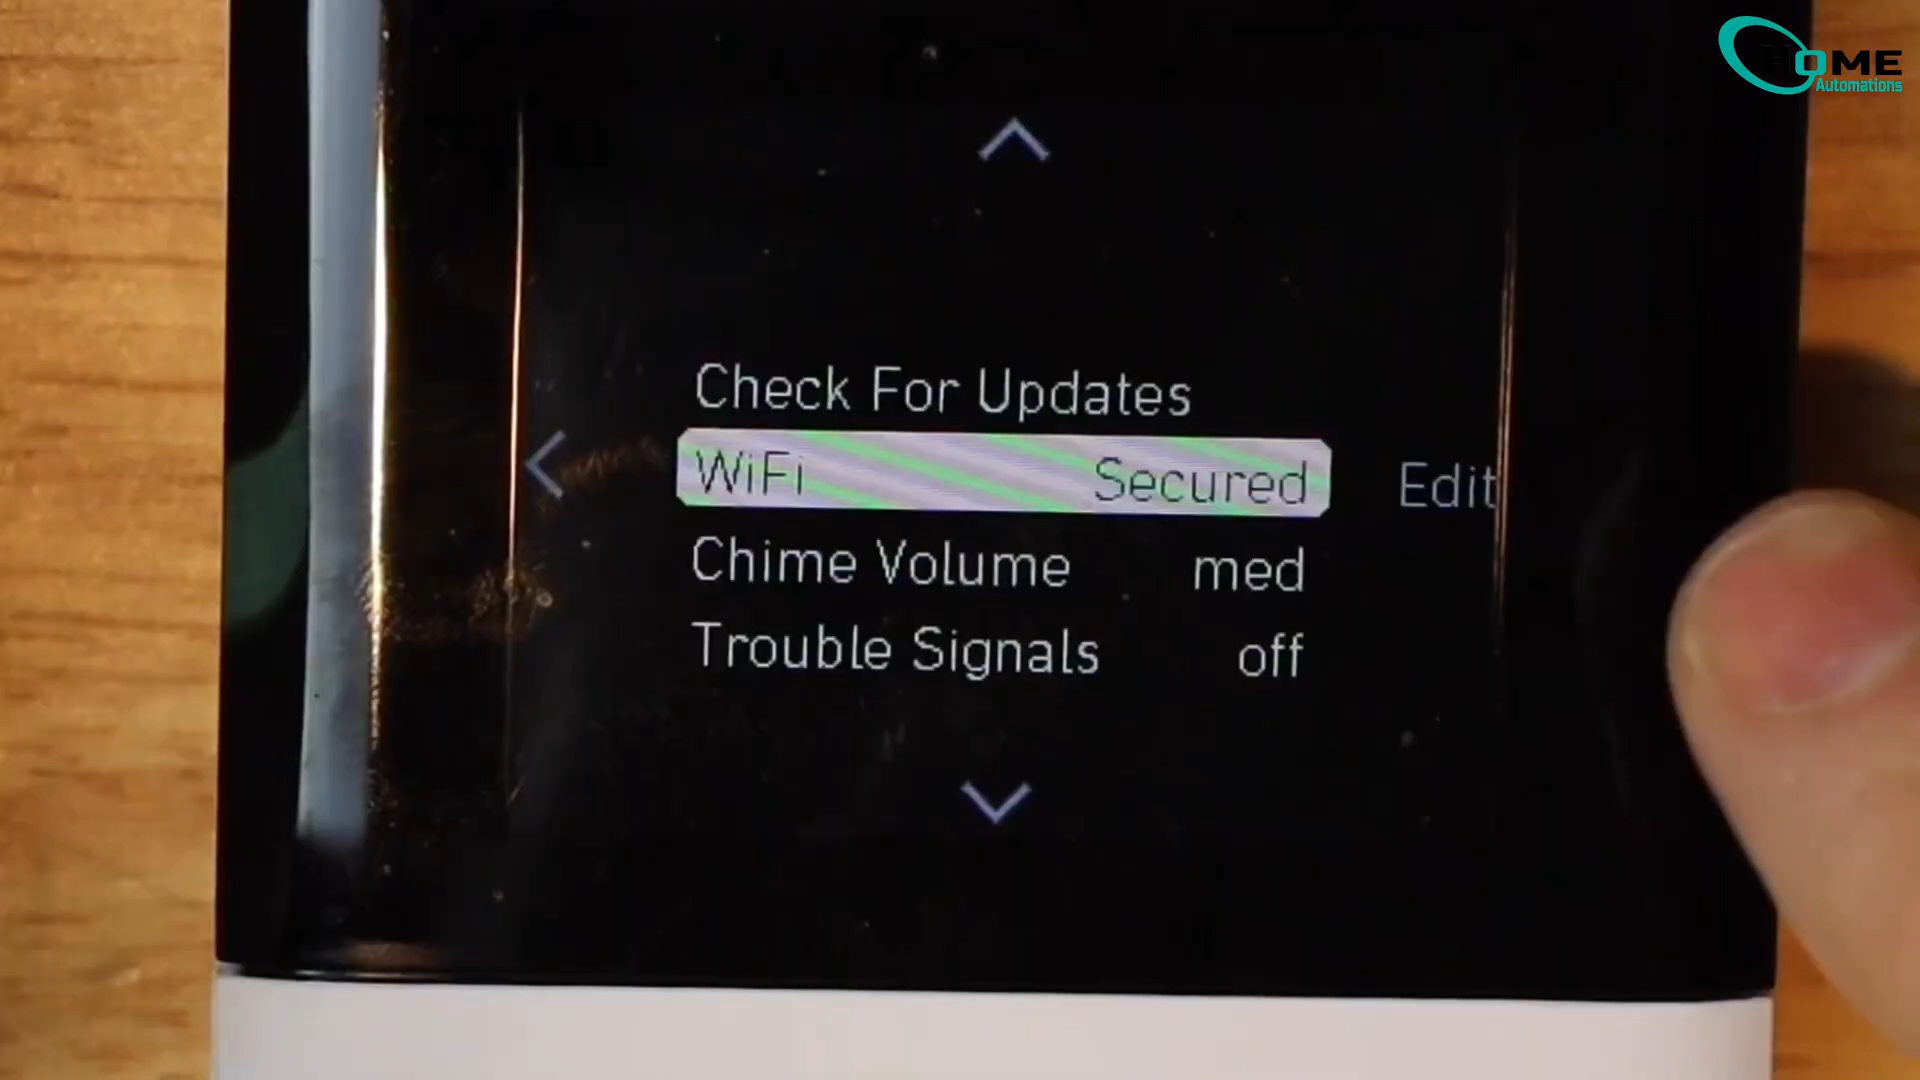 HOME
Automations
Check For Updates
WiFi Secured Edit
Chime Volume med
Trouble Signals off